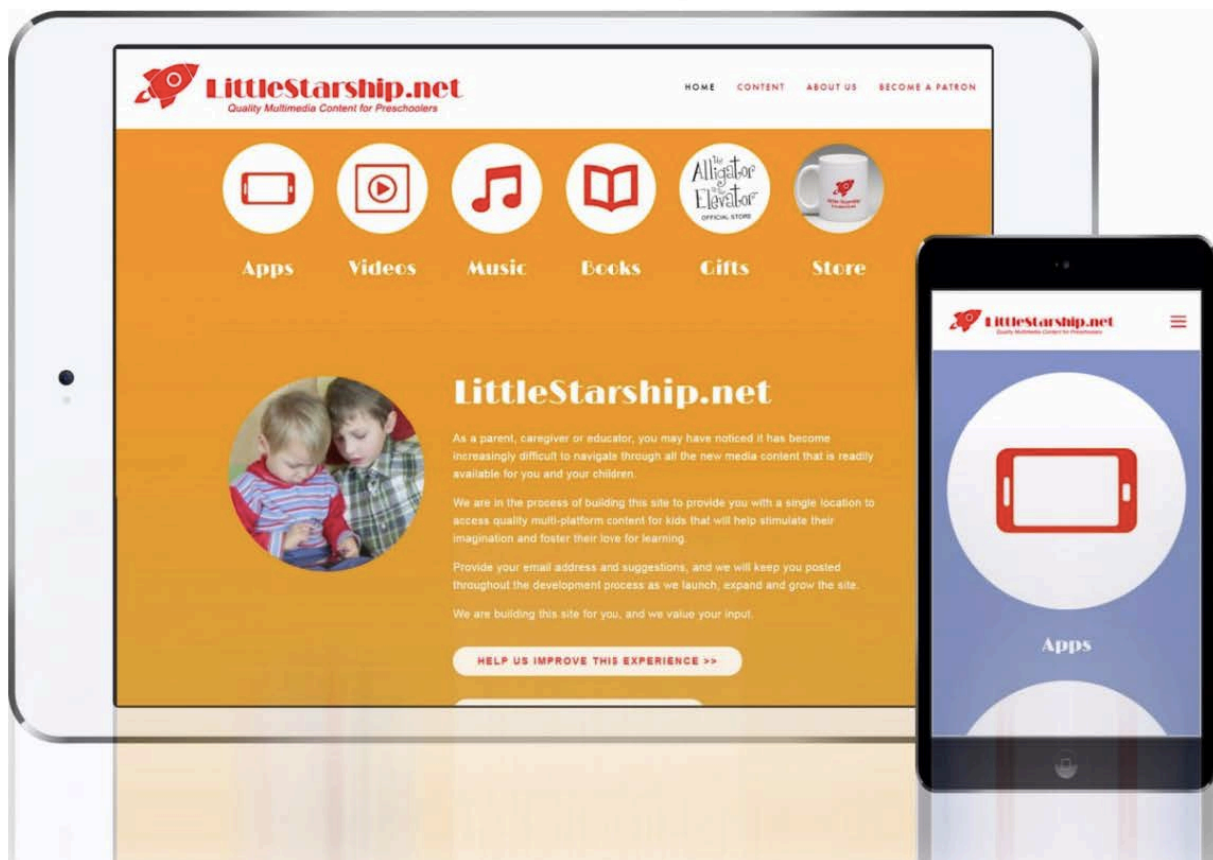 LittleStarship.net
Quality Multimedia Content for Preschoolers
HOME CONTENT ABOUT US BECOME A PATRON
The
Alligator
in the
Elevator
OFFICIAL STORE
Apps Videos Music Books Gifts Store
LittleStarship.net
As a parent, caregiver or educator, you may have noticed it has become
increasingly difficult to navigate through all the new media content that is readily
available for you and your children.
We are in the process of building this site to provide you with a single location to
access quality multi-platform content for kids that will help stimulate their
imagination and foster their love for learning.
Provide your email address and suggestions, and we will keep you posted
throughout the development process as we launch, expand and grow the site.
We are building this site for you, and we value your input.
HELP US IMPROVE THIS EXPERIENCE >>
LittleStarship.net
Quality Multimedia Content for Preschoolers
Apps